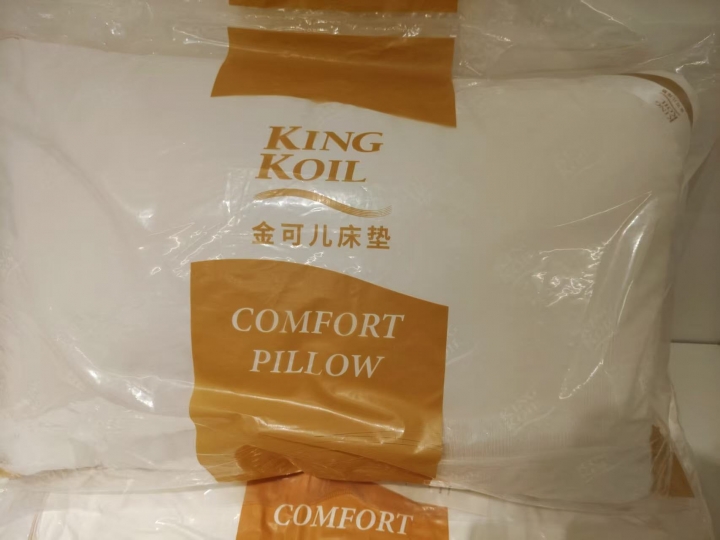 KING
KOIL
金可儿床垫
COMFORT
PILLOW
COMFORT